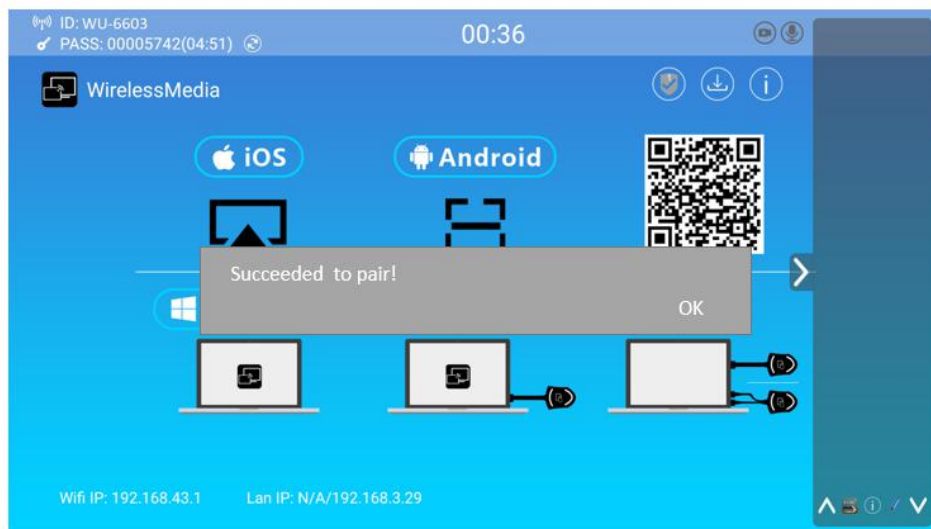 ID: WU-6603
PASS: 00005742(04:51)
00:36
WirelessMedia
iOS
Android
Succeeded to pair!
OK
Wifi IP: 192.168.43.1
Lan IP: N/A/192.168.3.29